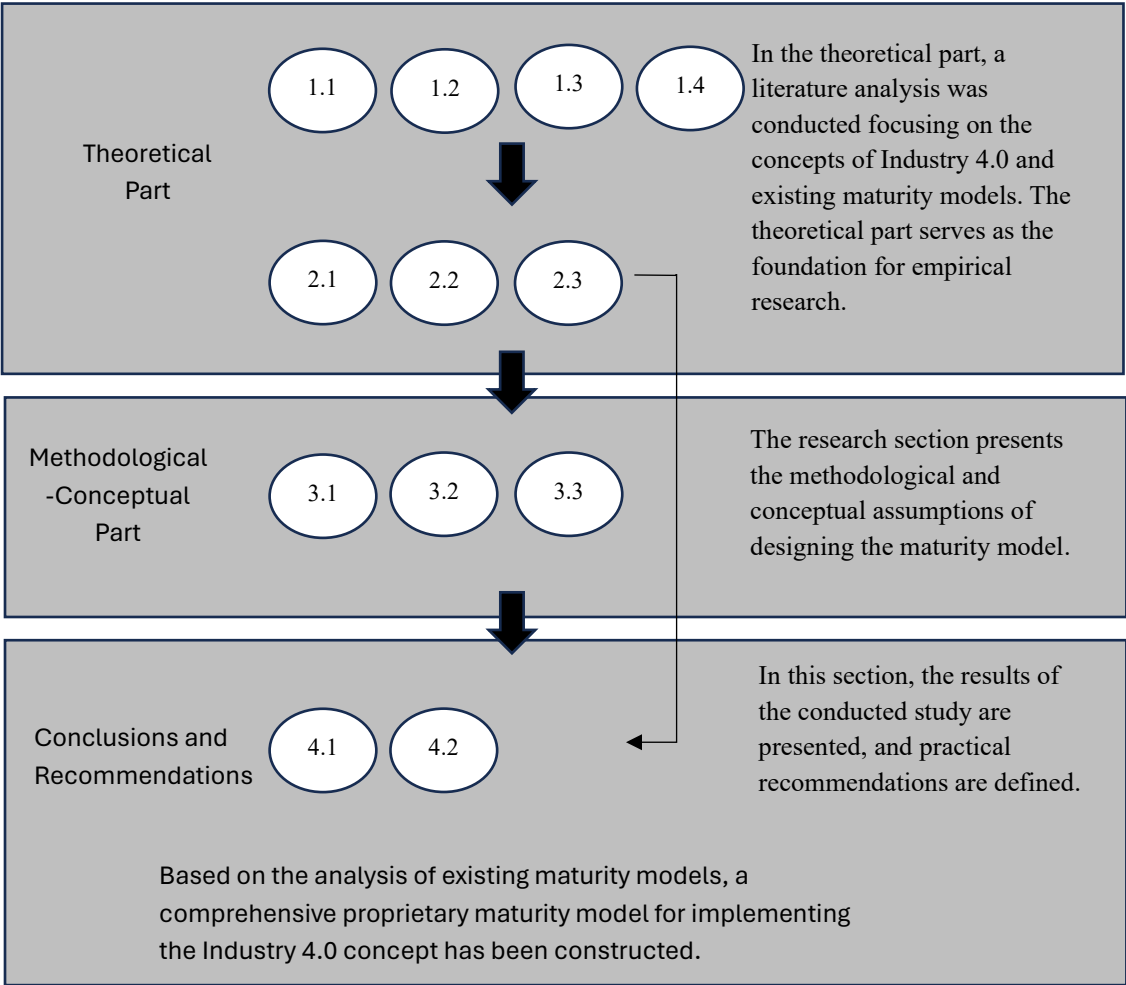 Theoretical
Part
1.1
1.2
1.3
1.4
2.1
2.2
2.3
In the theoretical part, a
literature analysis was
conducted focusing on the
concepts of Industry 4.0 and
existing maturity models. The
theoretical part serves as the
foundation for empirical
research.
Methodological
-Conceptual
Part
3.1
3.2
3.3
The research section presents
the methodological and
conceptual assumptions of
designing the maturity model.
Conclusions and
Recommendations
4.1
4.2
In this section, the results of
the conducted study are
presented, and practical
recommendations are defined.
Based on the analysis of existing maturity models, a
comprehensive proprietary maturity model for implementing
the Industry 4.0 concept has been constructed.